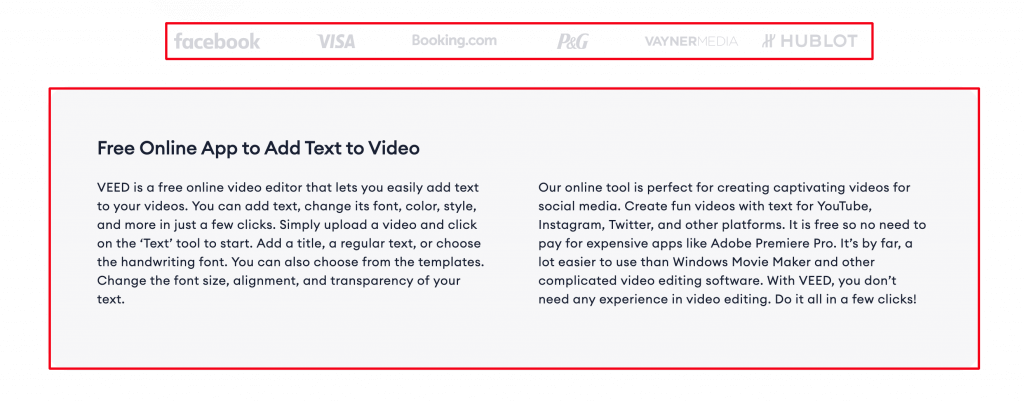 facebook VISA Booking.com P&G VAYNERMEDIA HUBLOT
Free Online App to Add Text to Video
VEED is a free online video editor that lets you easily add text
to your videos. You can add text, change its font, color, style,
and more in just a few clicks. Simply upload a video and click
on the ‘Text’ tool to start. Add a title, a regular text, or choose
the handwriting font. You can also choose from the templates.
Change the font size, alignment, and transparency of your
text.
Our online tool is perfect for creating captivating videos for
social media. Create fun videos with text for YouTube,
Instagram, Twitter, and other platforms. It is free so no need to
pay for expensive apps like Adobe Premiere Pro. It’s by far, a
lot easier to use than Windows Movie Maker and other
complicated video editing software. With VEED, you don’t
need any experience in video editing. Do it all in a few clicks!